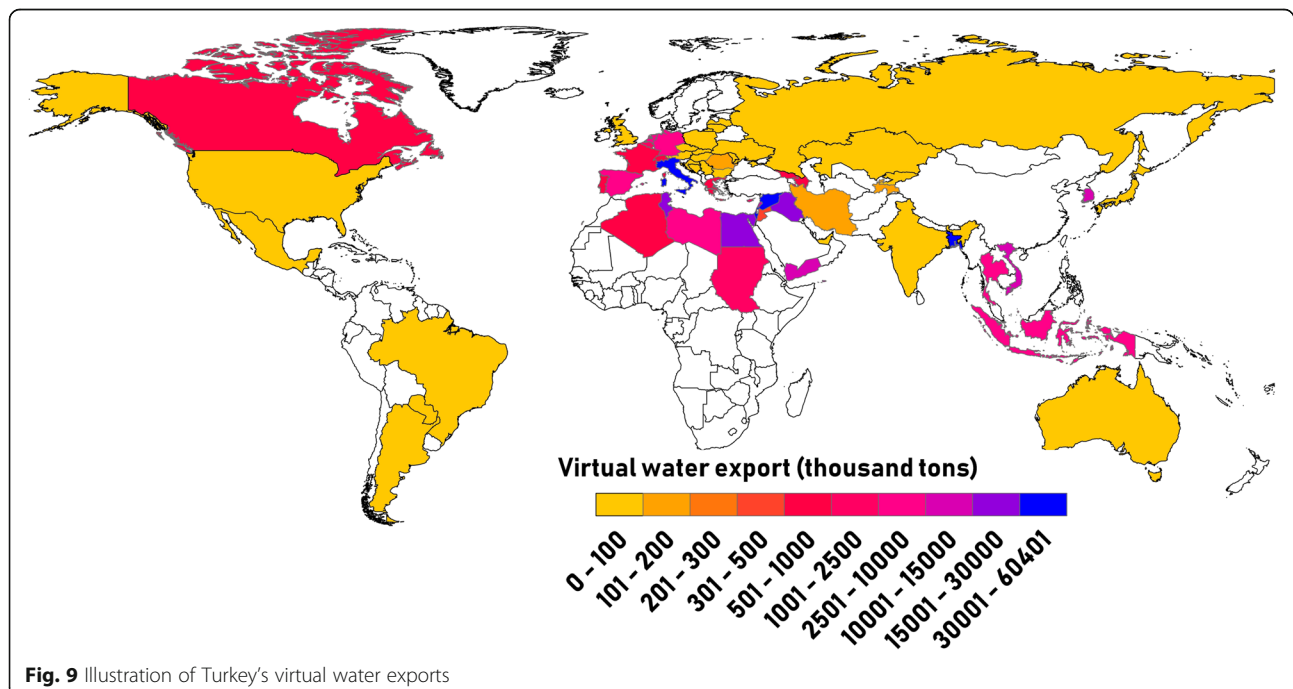 Virtual water export (thousand tons)
0 - 100
101 - 200
201 - 300
301 - 500
501 - 1000
1001 - 2500
2501 - 10000
10001 - 15000
15001 - 30000
30001 - 60401
Fig. 9 Illustration of Turkey's virtual water exports